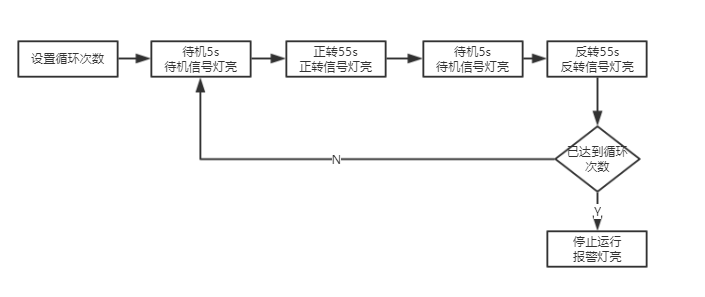 设置循环次数
待机5s
待机信号灯亮
正转55s
正转信号灯亮
待机5s
待机信号灯亮
反转55s
反转信号灯亮
已达到循环
次数
N
Y
停止运行
报警灯亮